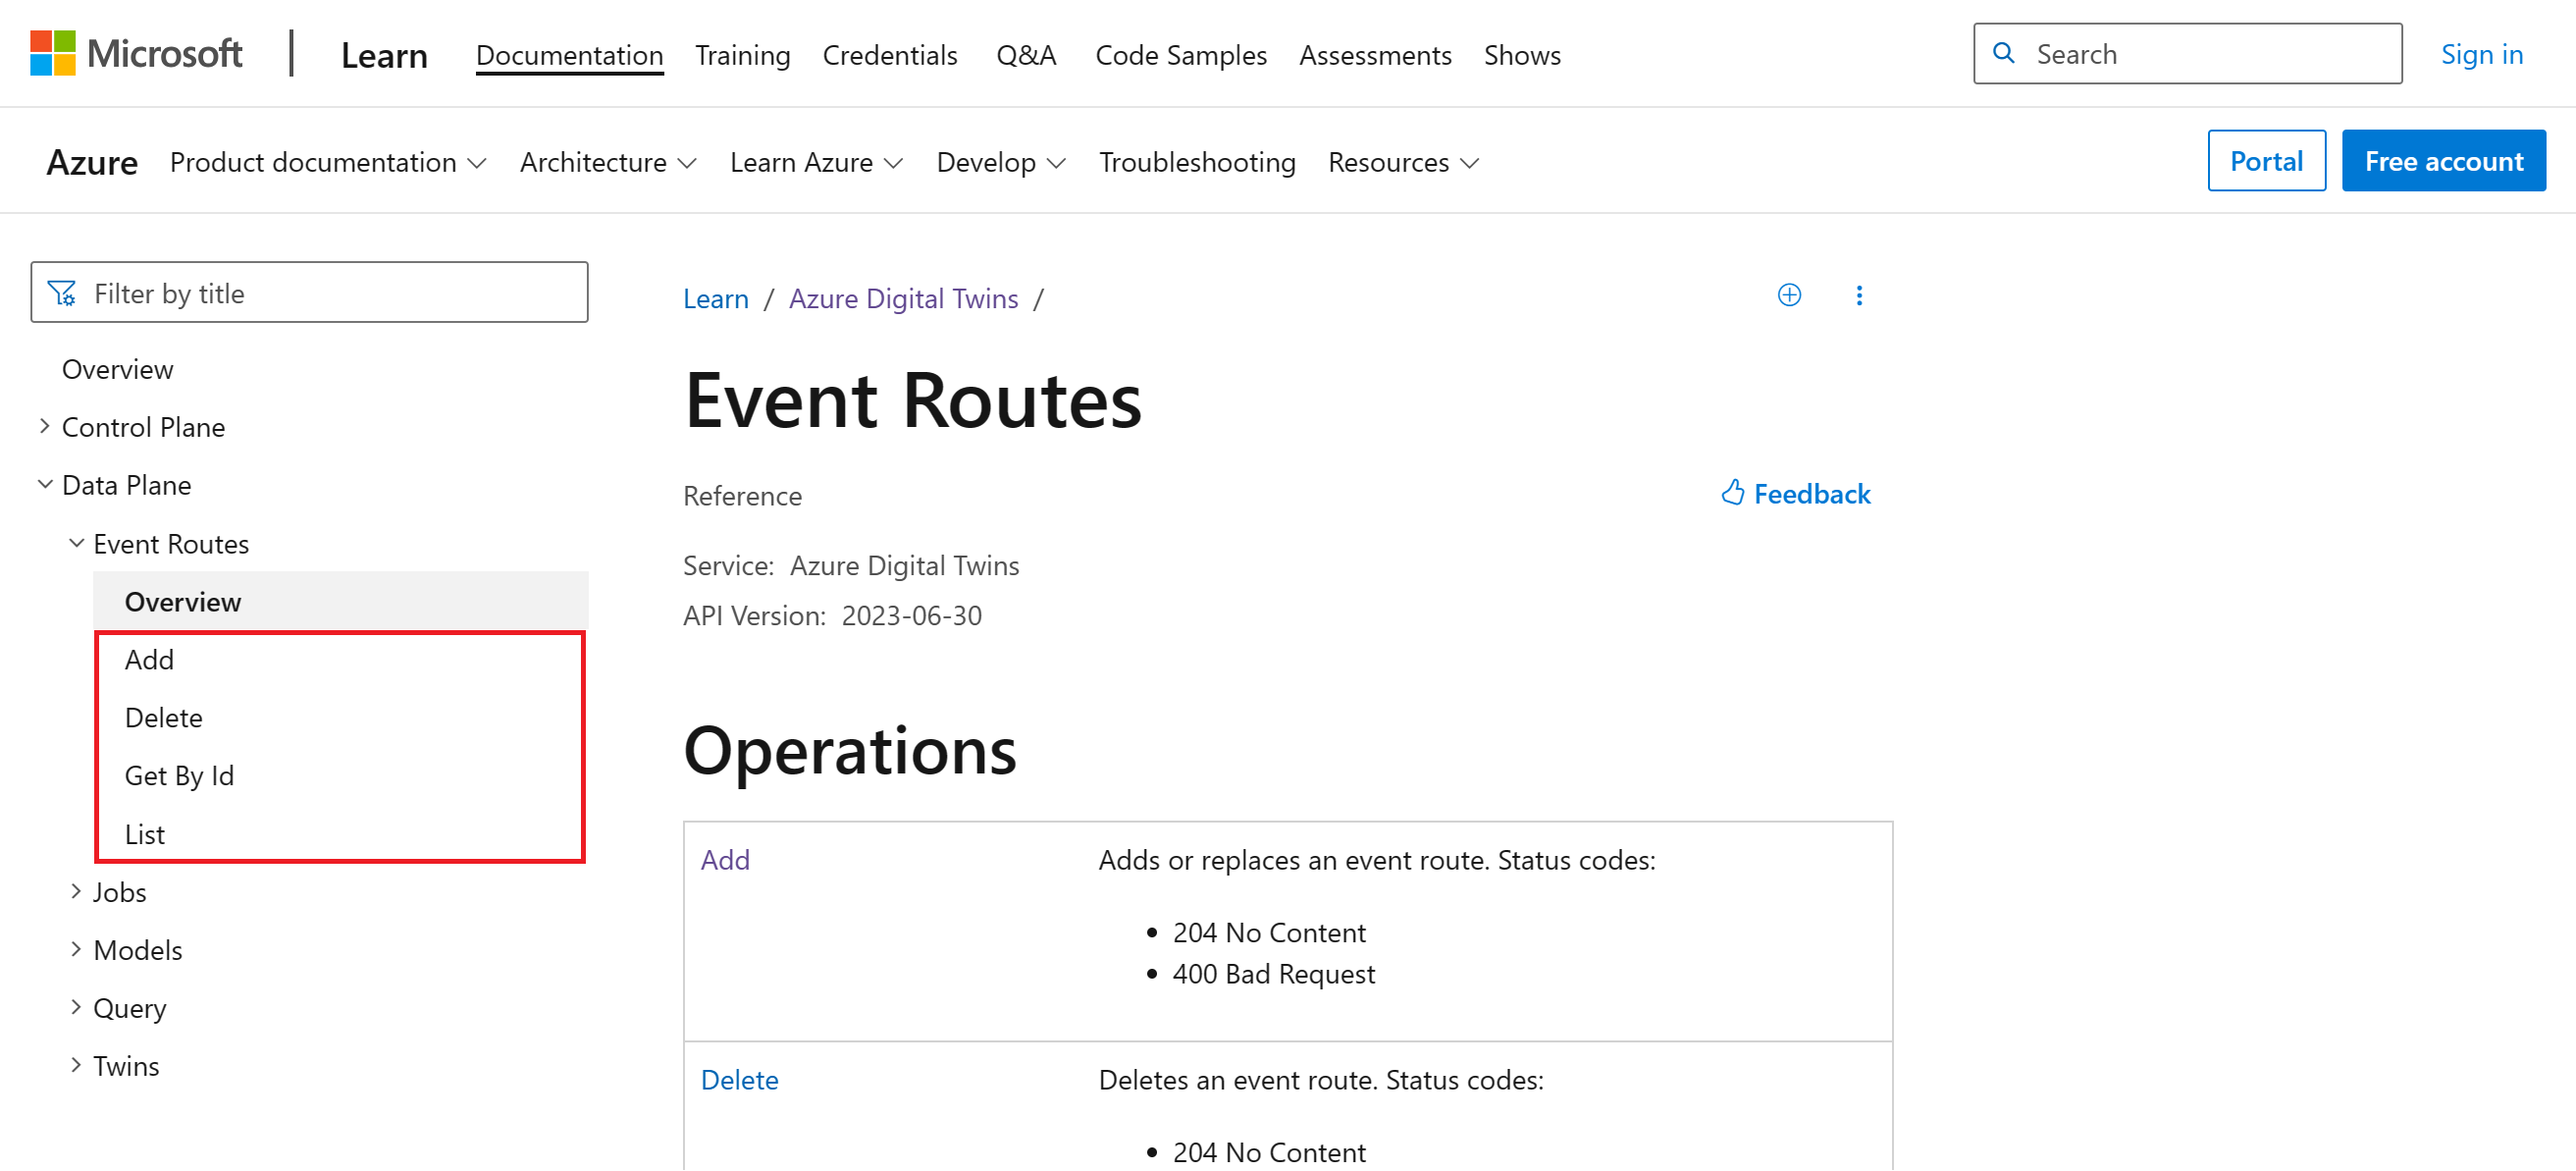 Microsoft Learn Documentation Training Credentials Q&A Code Samples Assessments Shows Search Sign in
Azure Product documentation Architecture Learn Azure Develop Troubleshooting Resources Portal Free account
Filter by title
Overview
Control Plane
Data Plane
Event Routes
Overview
Add
Delete
Get By Id
List
Jobs
Models
Query
Twins
Learn / Azure Digital Twins /
Event Routes
Reference
Feedback
Service: Azure Digital Twins
API Version: 2023-06-30
Operations
Add Adds or replaces an event route. Status codes:
• 204 No Content
• 400 Bad Request
Delete Deletes an event route. Status codes:
• 204 No Content